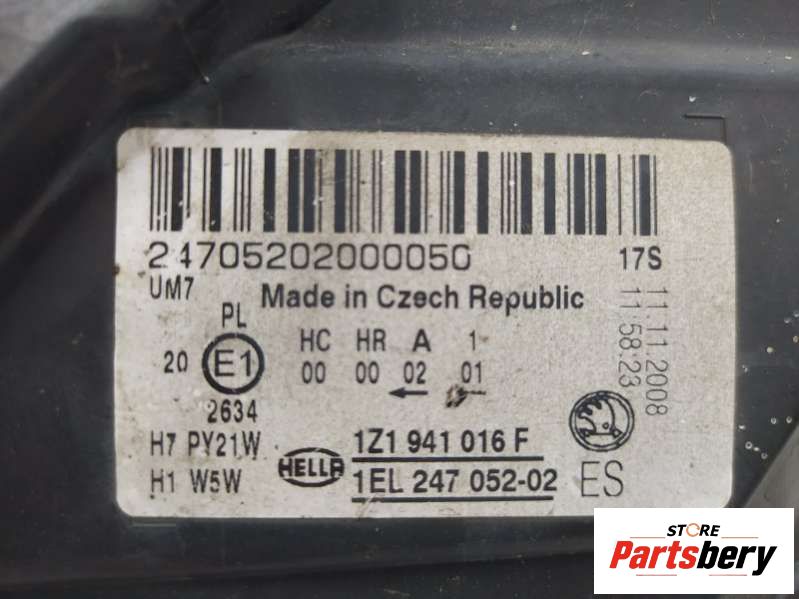 24705202000050 17S
UM7 Made in Czech Republic
11.11.2008
11:58:23
PL HC HR A 1
20 E1 00 00 02 01
2634
H7 PY21W 1Z1 941 016 F
HELLA
H1 W5W 1EL 247 052-02 ES
STORE
Partsbery